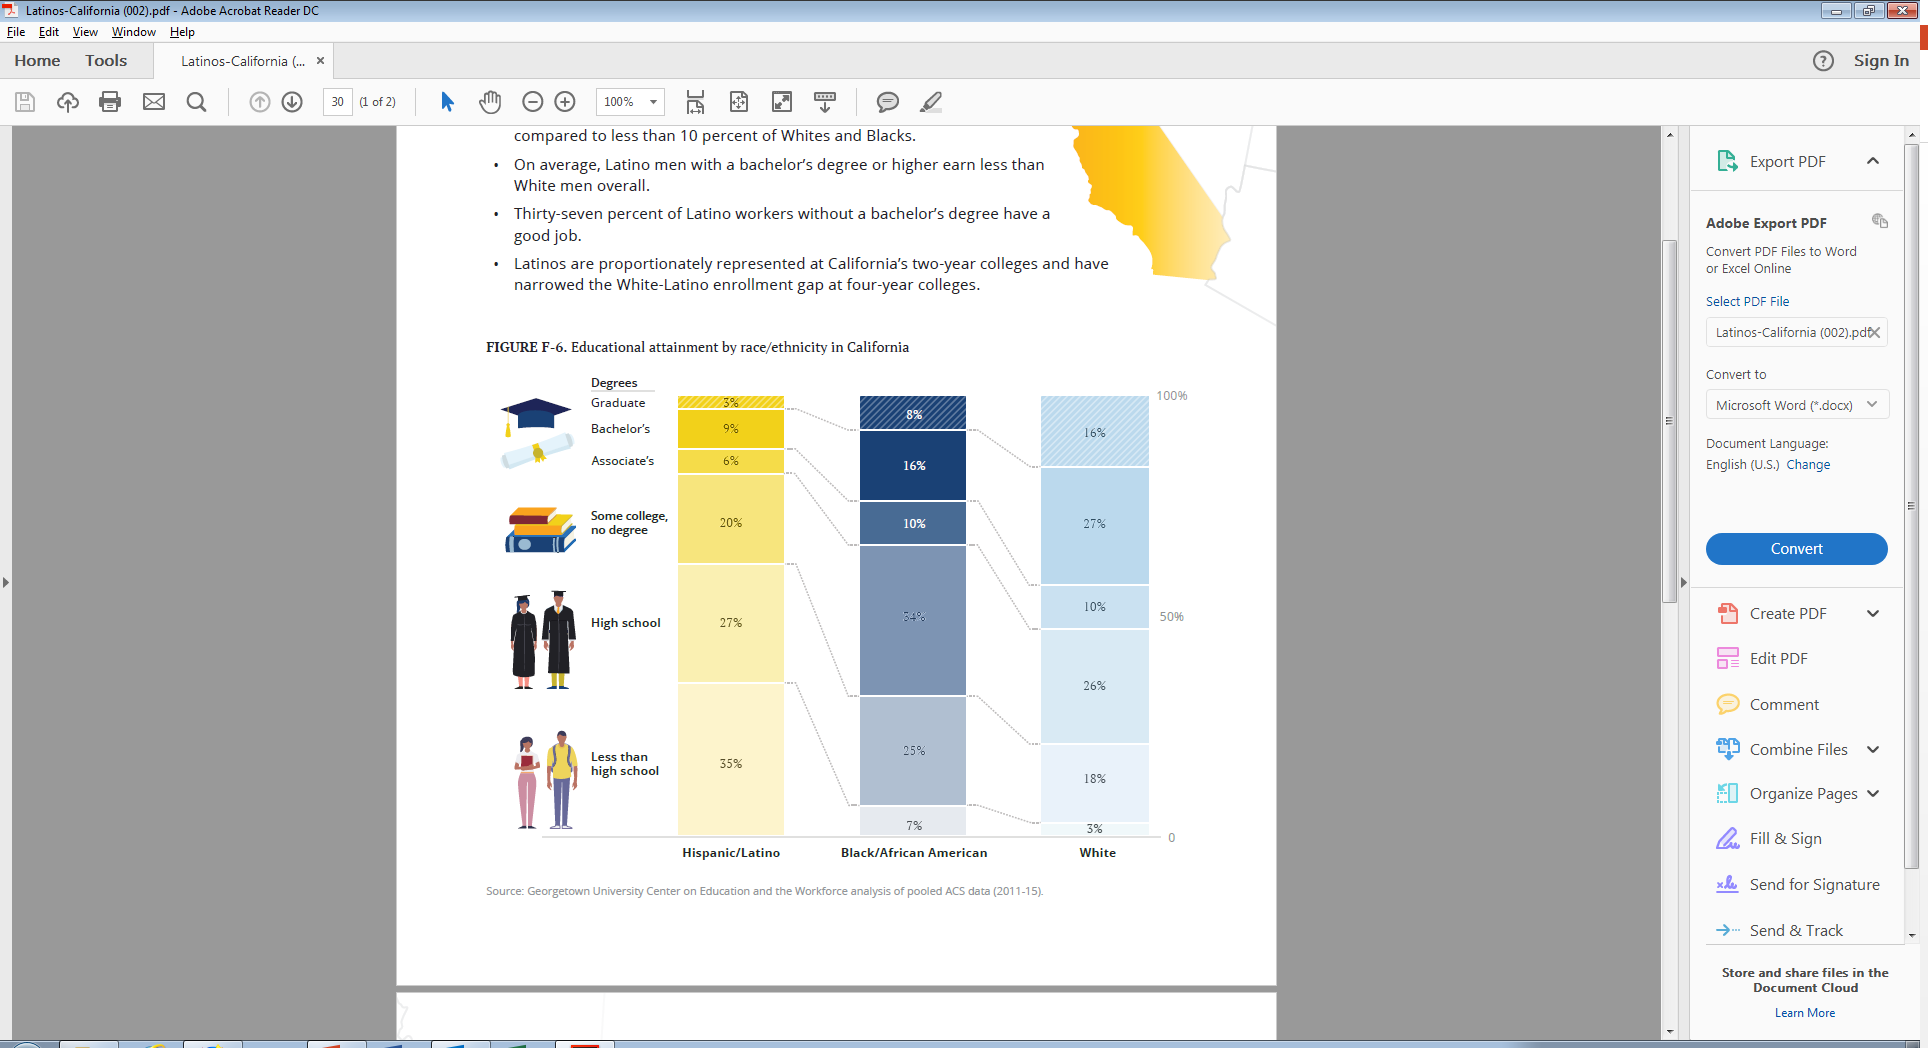 Latinos-California (002).pdf - Adobe Acrobat Reader DC
File Edit View Window Help
Home Tools Latinos-California (... × ? Sign In
30 (1 of 2) 100%
compared to less than 10 percent of Whites and Blacks.
• On average, Latino men with a bachelor's degree or higher earn less than
White men overall.
• Thirty-seven percent of Latino workers without a bachelor's degree have a
good job.
• Latinos are proportionately represented at California's two-year colleges and have
narrowed the White-Latino enrollment gap at four-year colleges.
FIGURE F-6. Educational attainment by race/ethnicity in California
Degrees
Graduate 3% 8% 16% 100%
Bachelor's 9% 16% 27%
Associate's 6% 10% 10%
Some college,
no degree
20% 34% 26%
50%
High school 27% 25% 18%
Less than
high school
35% 7% 3%
0
Hispanic/Latino Black/African American White
Source: Georgetown University Center on Education and the Workforce analysis of pooled ACS data (2011-15).
Export PDF
Adobe Export PDF
Convert PDF Files to Word
or Excel Online
Select PDF File
Latinos-California (002).pdf
Convert to
Microsoft Word (*.docx)
Document Language:
English (U.S.) Change
Convert
Create PDF
Edit PDF
Comment
Combine Files
Organize Pages
Fill & Sign
Send for Signature
Send & Track
Store and share files in the
Document Cloud
Learn More